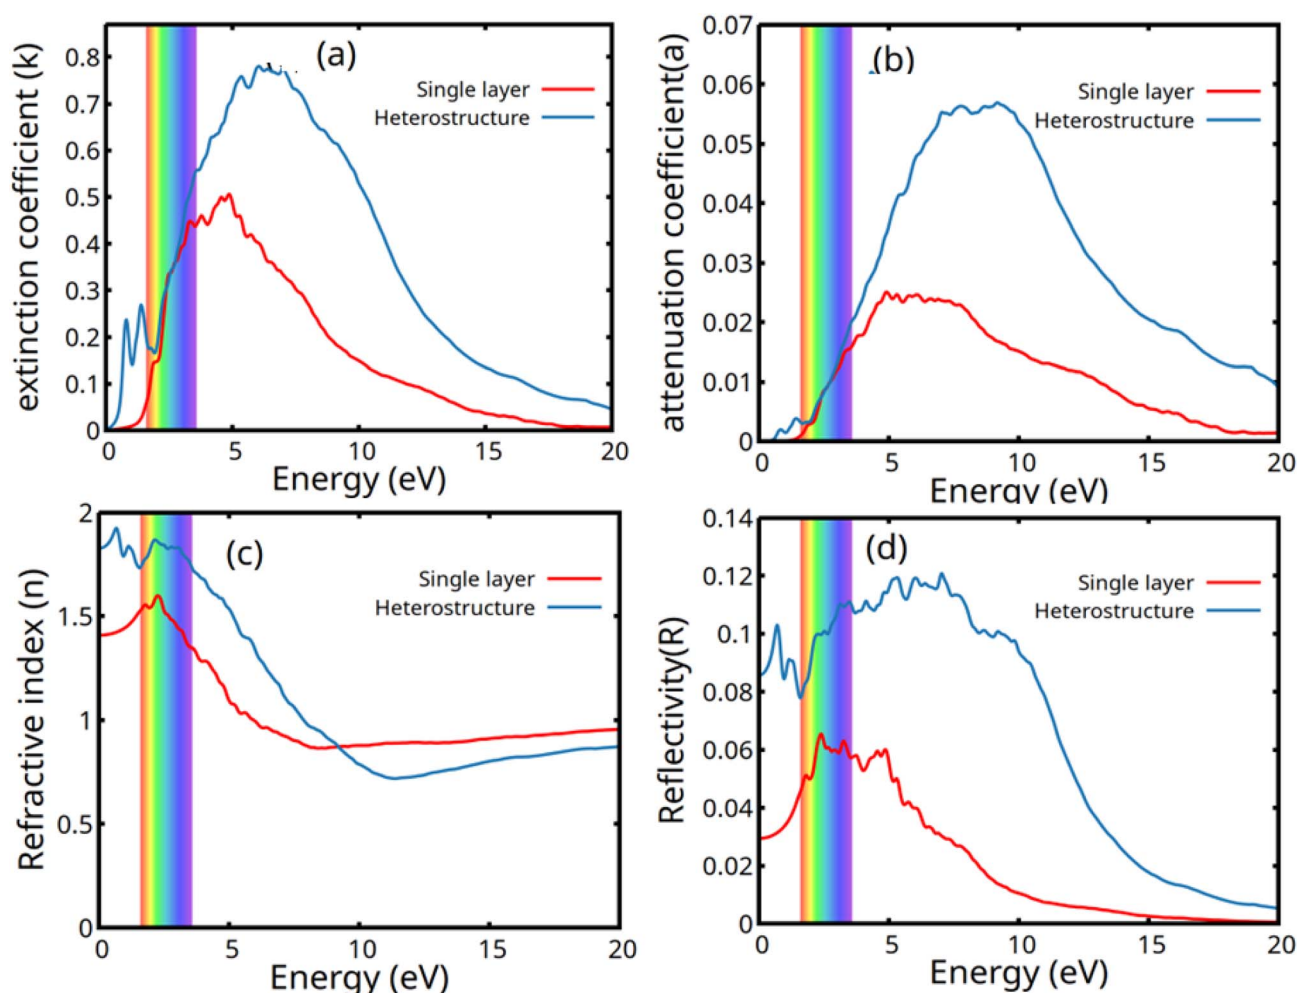 (a)
extinction coefficient (k)
0.8
0.7
0.6
0.5
0.4
0.3
0.2
0.1
0
Single layer
Heterostructure
0 5 10 15 20
Energy (eV)
(b)
attenuation coefficient(a)
0.07
0.06
0.05
0.04
0.03
0.02
0.01
0
Single layer
Heterostructure
0 5 10 15 20
Energy (eV)
(c)
Refractive index (n)
2
1.5
1
0.5
0
Single layer
Heterostructure
0 5 10 15 20
Energy (eV)
(d)
Reflectivity(R)
0.14
0.12
0.1
0.08
0.06
0.04
0.02
0
Single layer
Heterostructure
0 5 10 15 20
Energy (eV)